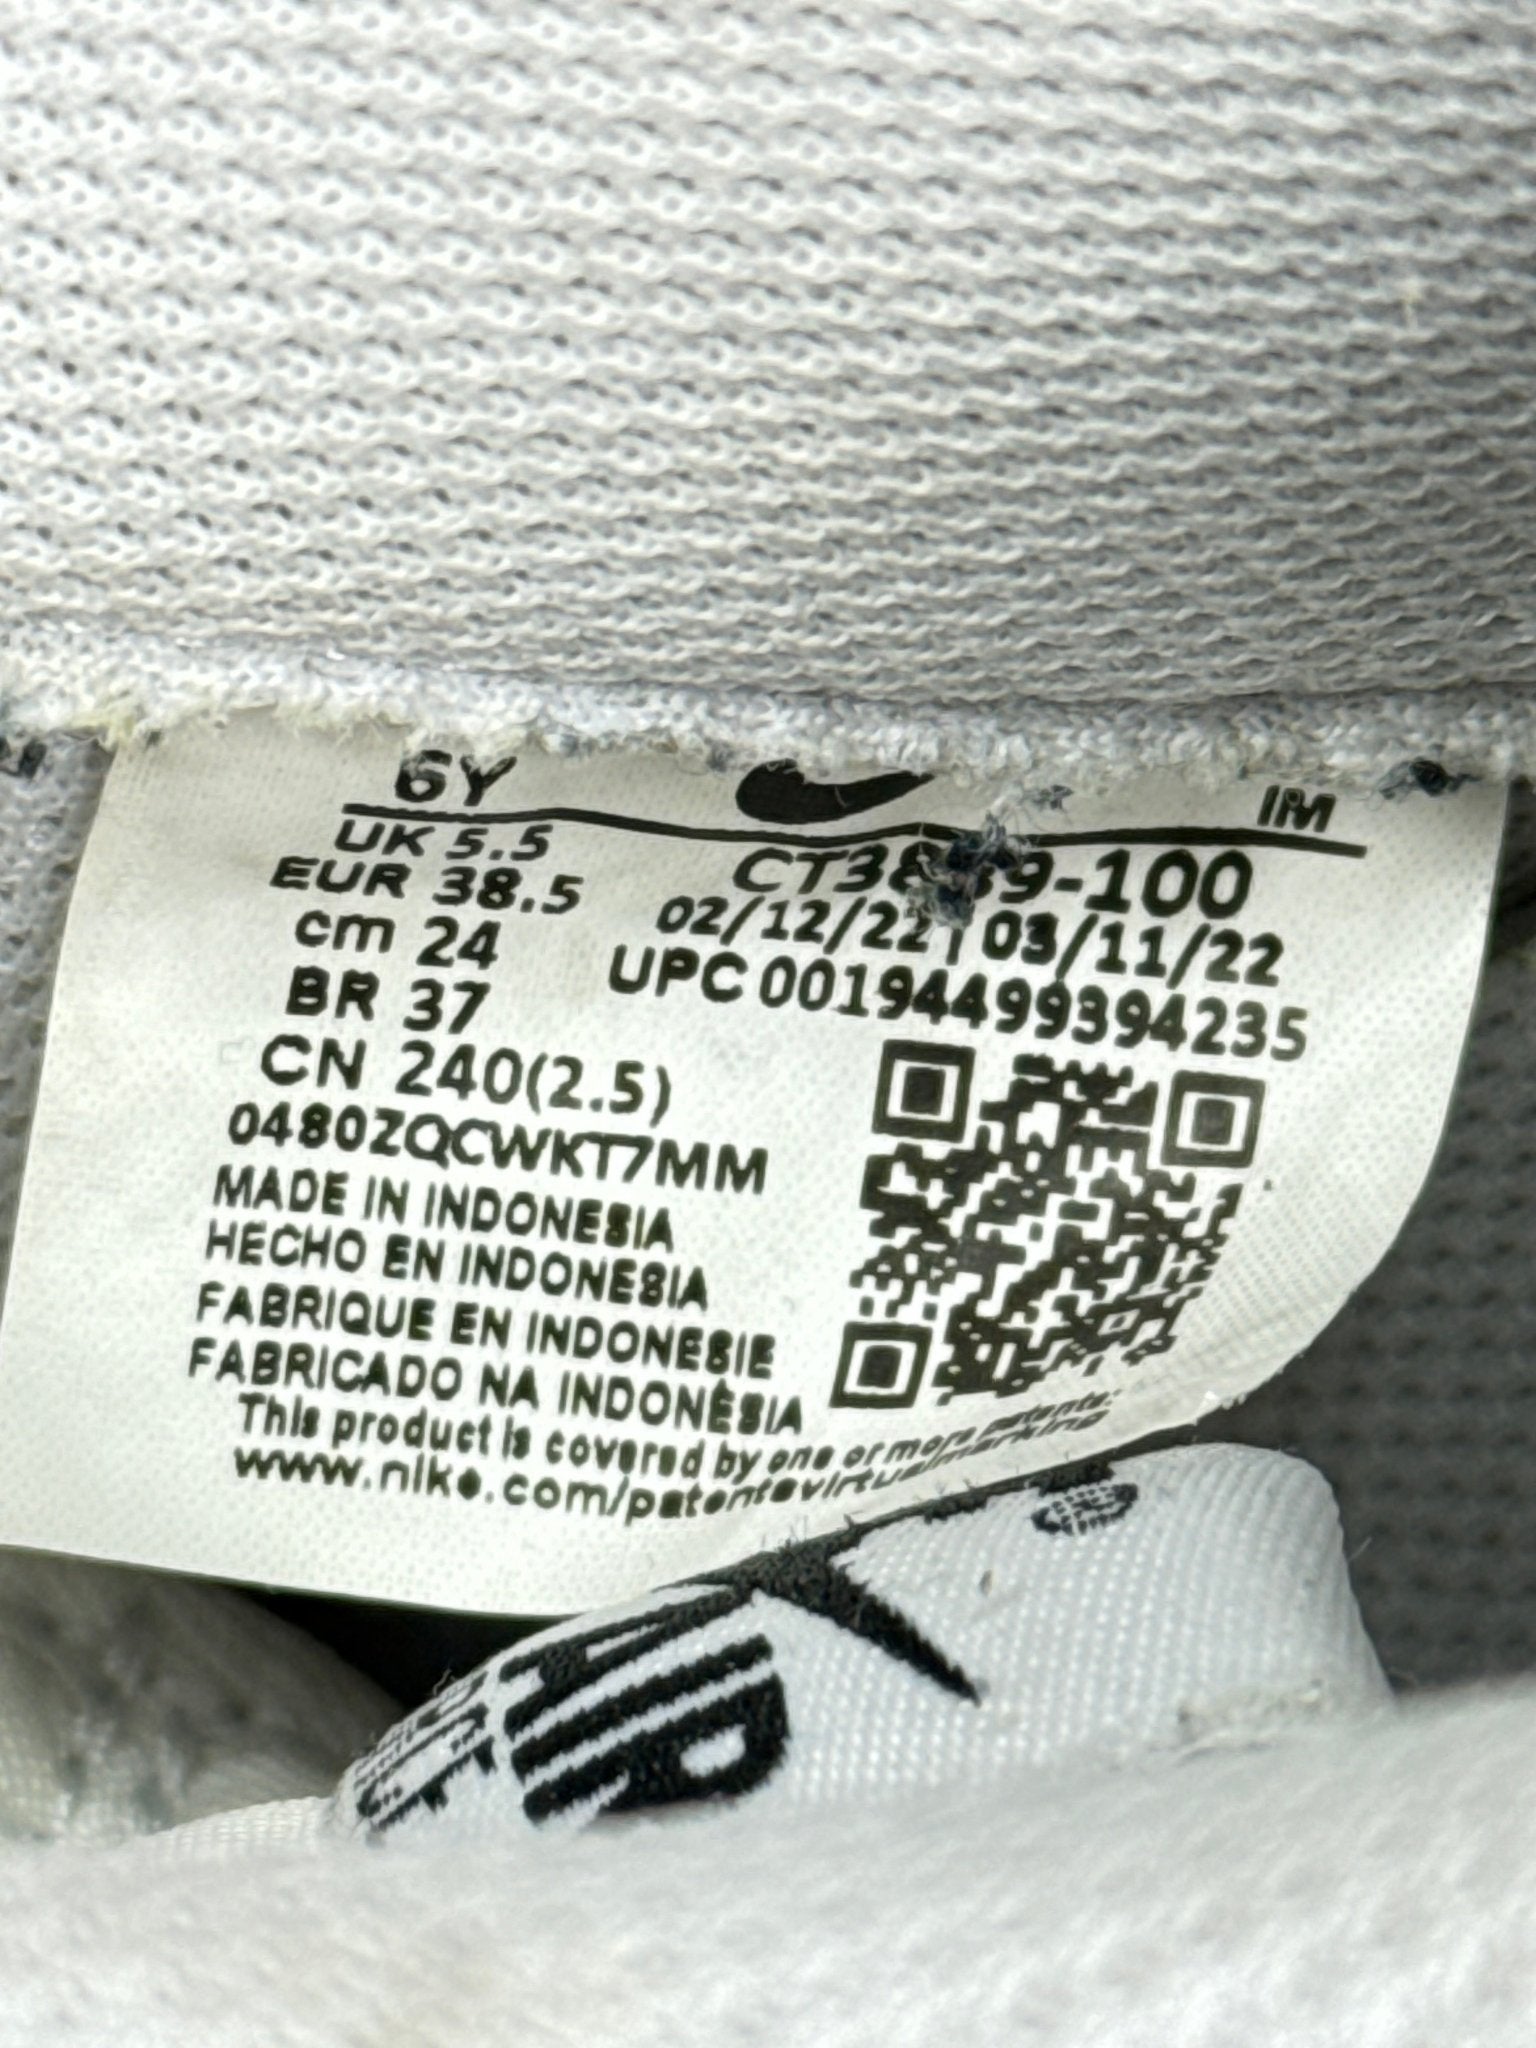 6Y
IM
UK 5.5
EUR 38.5
cm 24
BR 37
CN 240(2.5)
0480ZQCWKT7MM
CT3839-100
02/12/22 | 03/11/22
UPC 00194499394235
MADE IN INDONESIA
HECHO EN INDONESIA
FABRIQUE EN INDONESIE
FABRICADO NA INDONÉSIA
This product is covered by one or more patents:
www.nike.com/patentsvirtualmarking
AIR